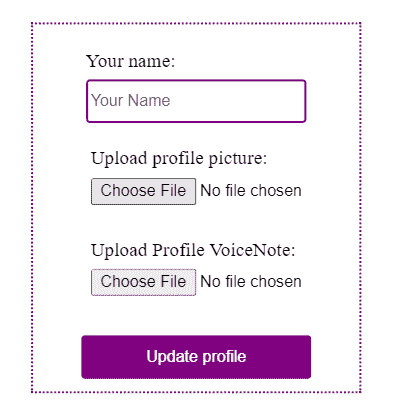 Your name:
Your Name
Upload profile picture:
Choose File No file chosen
Upload Profile VoiceNote:
Choose File No file chosen
Update profile